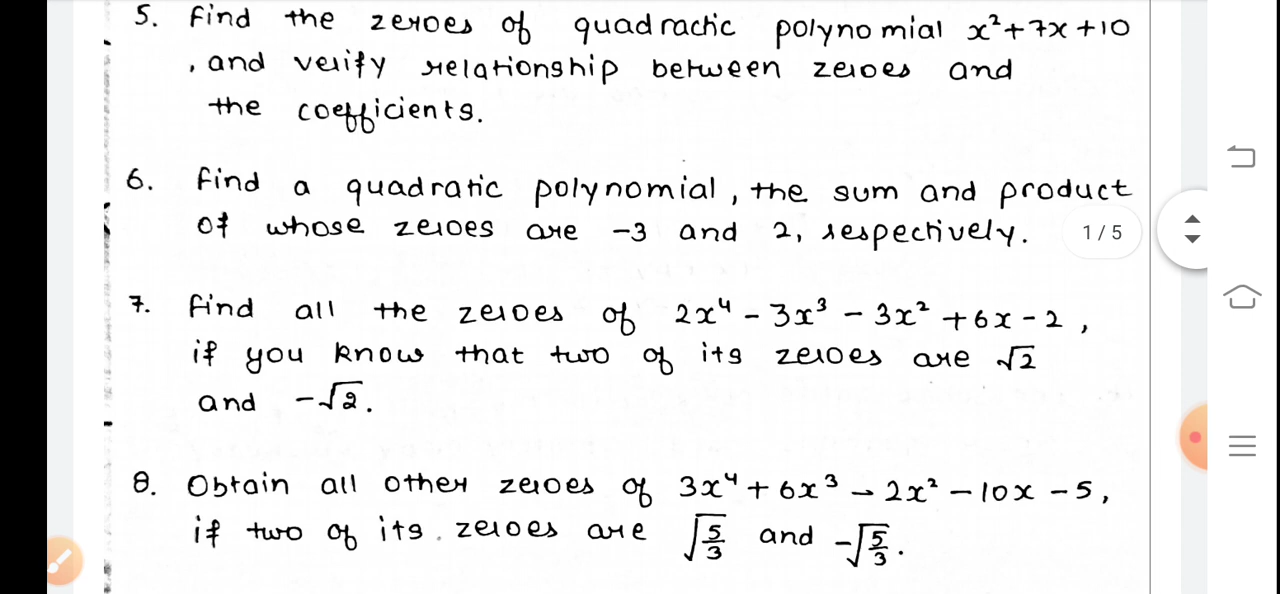 5. Find the zeroes of quadractic polynomial x² + 7x + 10
, and verify relationship between zeroes and
the coefficients.
6. Find a quadratic polynomial, the sum and product
of whose zeroes are -3 and 2, respectively.
1 / 5
7. Find all the zeroes of 2x⁴ - 3x³ - 3x² + 6x - 2,
if you know that two of its zeroes are √2
and -√2.
8. Obtain all other zeroes of 3x⁴ + 6x³ - 2x² - 10x - 5,
if two of its zeroes are √(5/3) and -√(5/3).